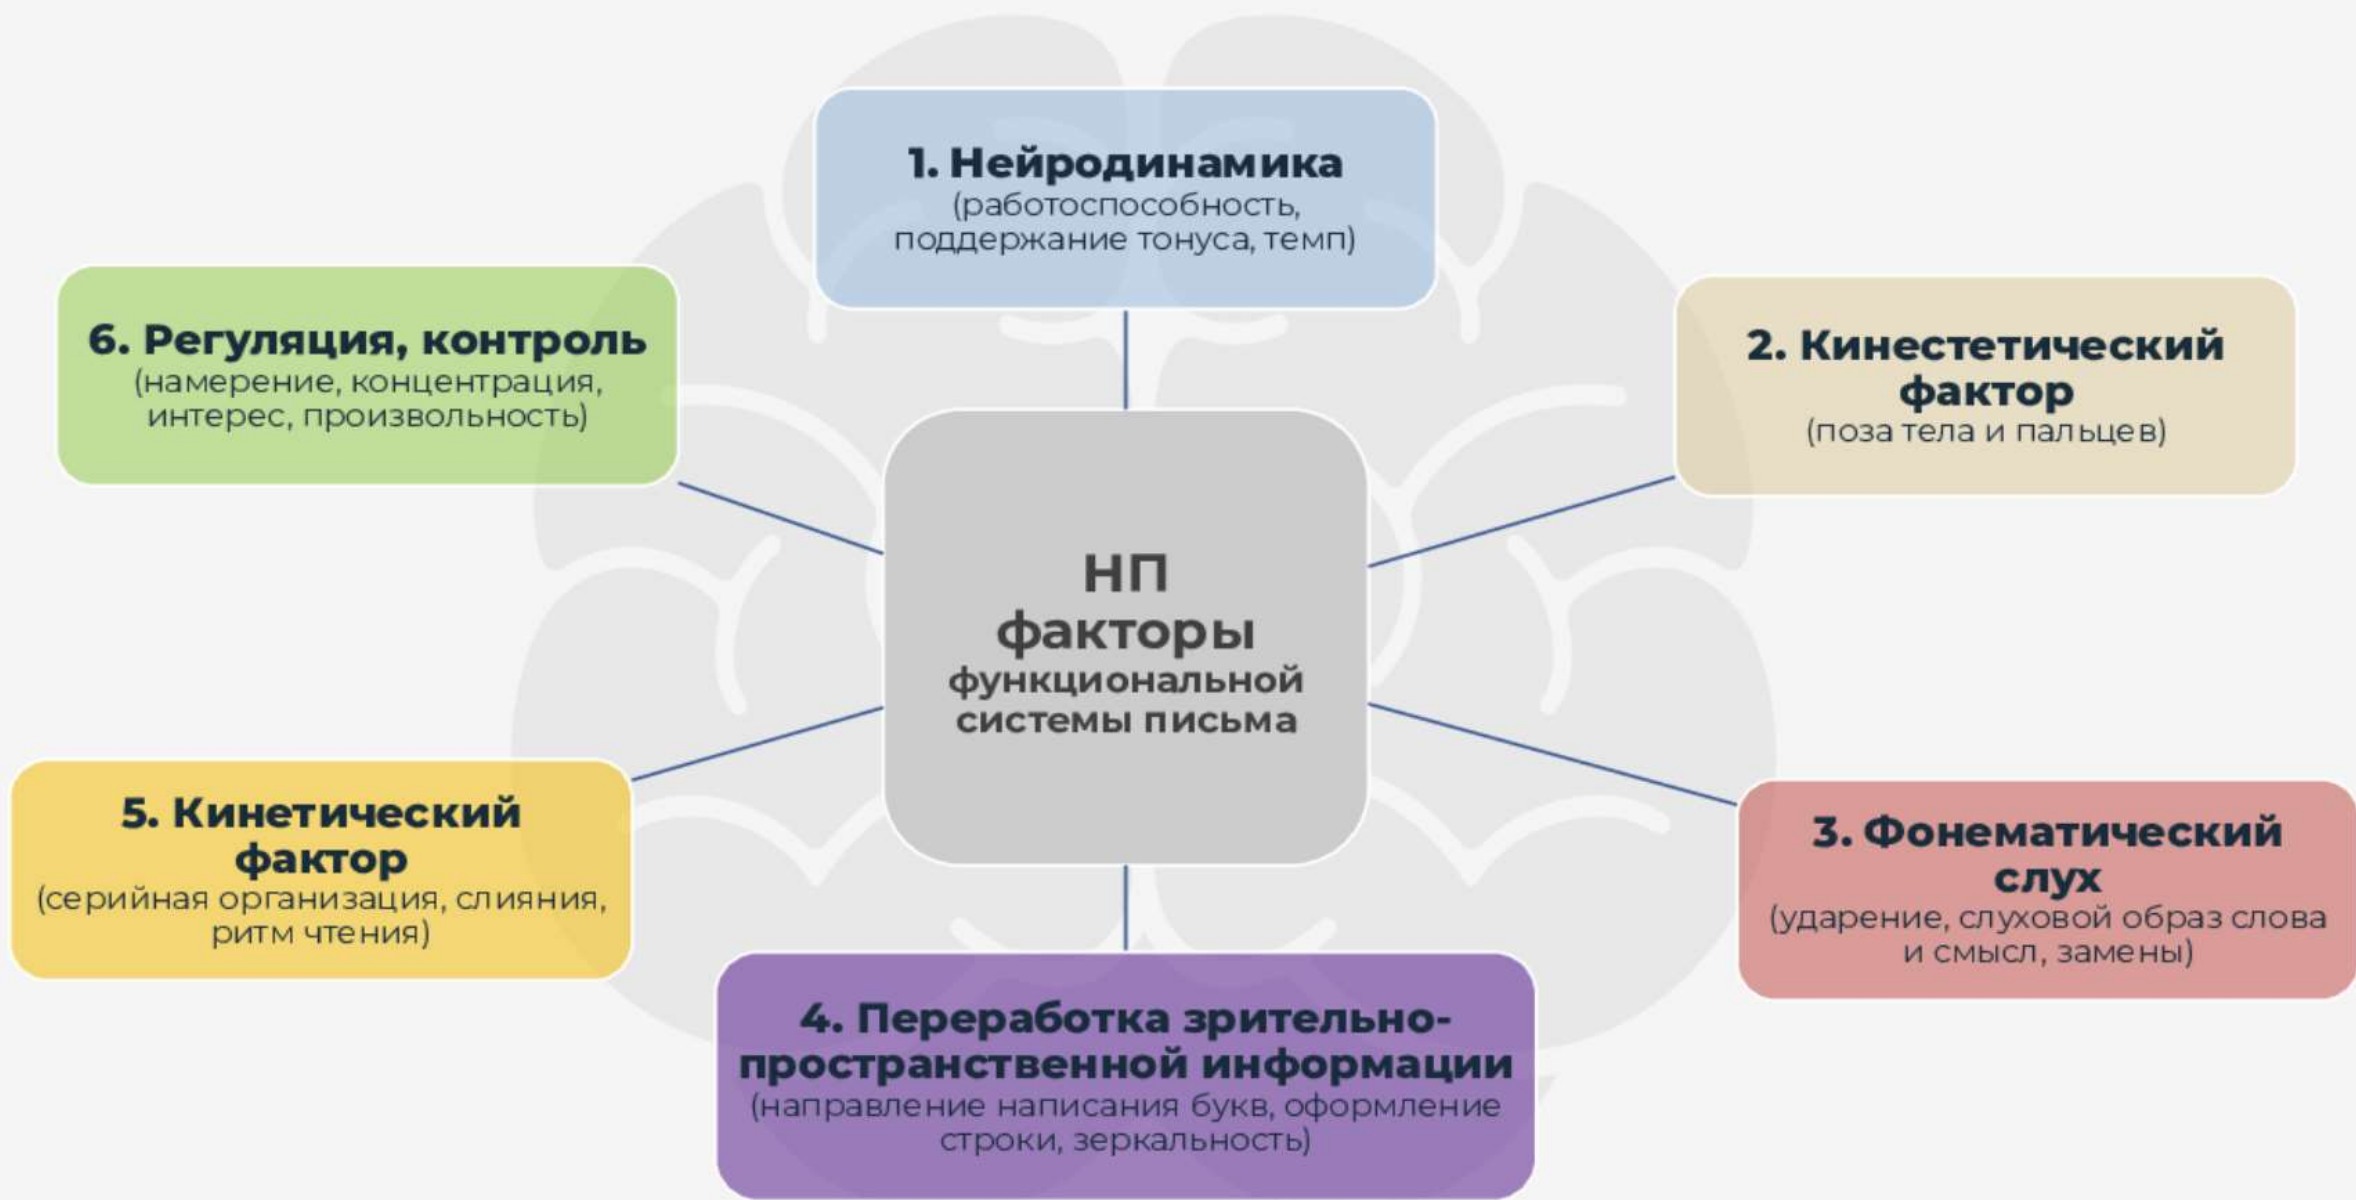 1. Нейродинамика
(работоспособность,
поддержание тонуса, темп)
2. Кинестетический
фактор
(поза тела и пальцев)
3. Фонематический
слух
(ударение, слуховой образ слова
и смысл, замены)
4. Переработка зрительно-
пространственной информации
(направление написания букв, оформление
строки, зеркальность)
5. Кинетический
фактор
(серийная организация, слияния,
ритм чтения)
6. Регуляция, контроль
(намерение, концентрация,
интерес, произвольность)
НП
факторы
функциональной
системы письма